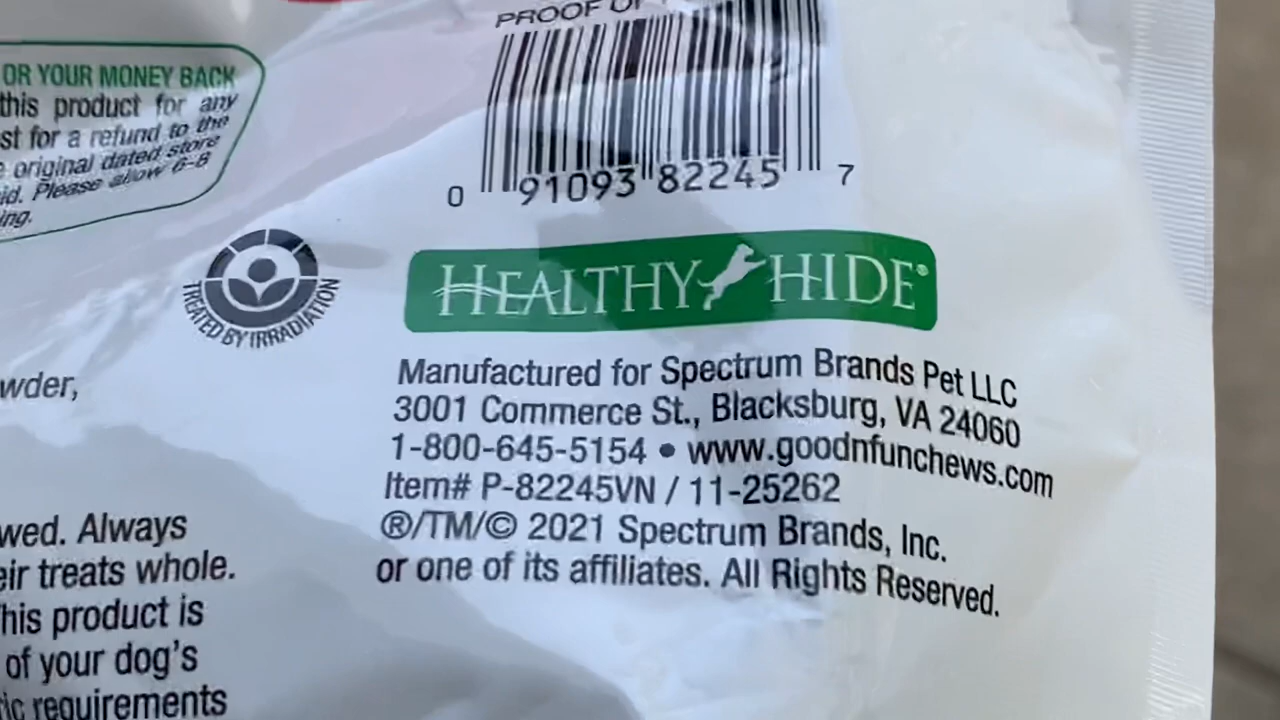 PROOF OF
0 91093 82245 7
OR YOUR MONEY BACK
this product for any
st for a refund to the
original dated store
id. Please allow 6-8
ing.
TREATED BY IRRADIATION
HEALTHY HIDE®
Manufactured for Spectrum Brands Pet LLC
3001 Commerce St., Blacksburg, VA 24060
1-800-645-5154 • www.goodnfunchews.com
Item# P-82245VN / 11-25262
®/TM/© 2021 Spectrum Brands, Inc.
or one of its affiliates. All Rights Reserved.
wder,
wed. Always
eir treats whole.
his product is
of your dog's
ic requirements